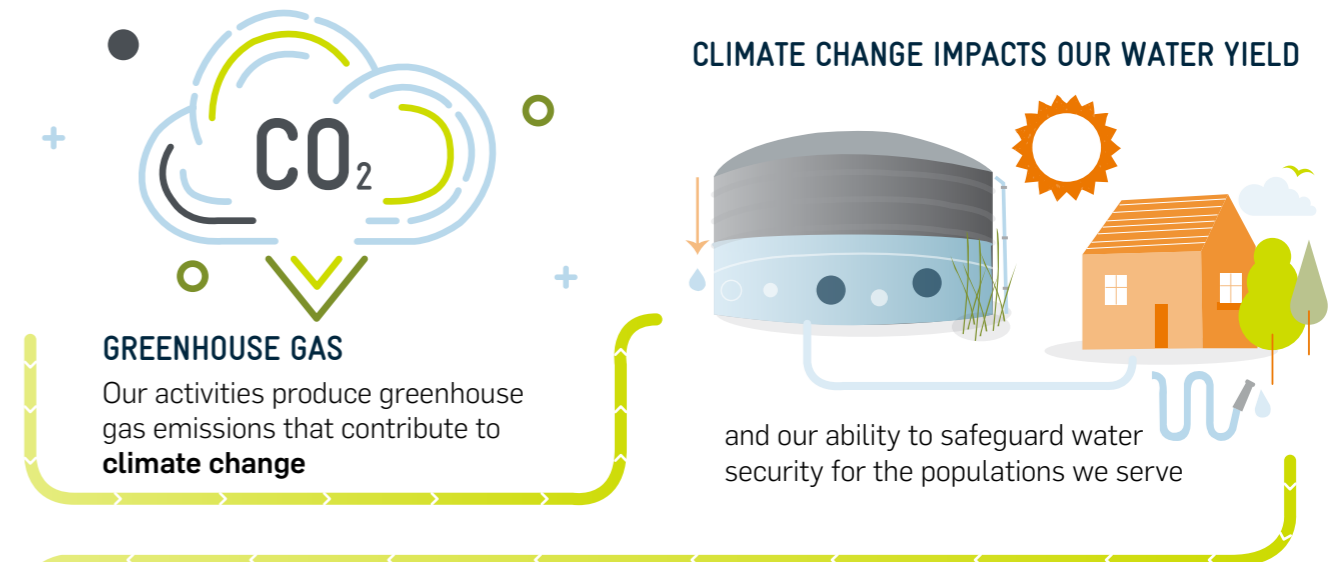 CO₂
GREENHOUSE GAS
Our activities produce greenhouse
gas emissions that contribute to
climate change
CLIMATE CHANGE IMPACTS OUR WATER YIELD
and our ability to safeguard water
security for the populations we serve